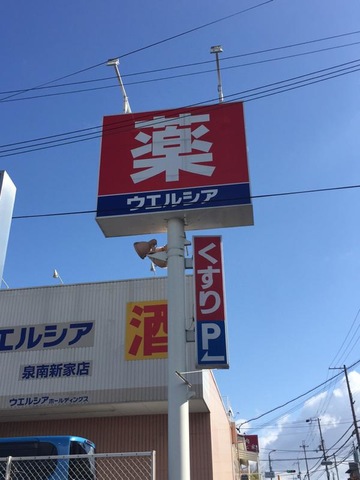 薬
ウエルシア
くすり
P
ウエルシア
酒
泉南新家店
ウエルシアホールディングス